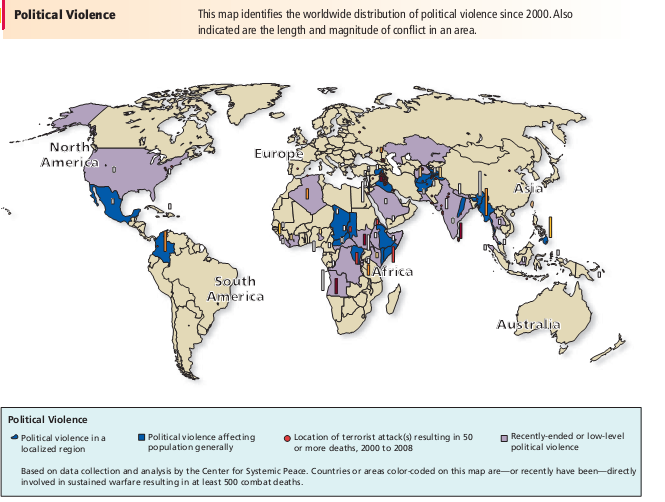 Political Violence
This map identifies the worldwide distribution of political violence since 2000. Also
indicated are the length and magnitude of conflict in an area.
North
America
Europe
Asia
Africa
South
America
Australia
Political Violence
Political violence in a
localized region
Political violence affecting
population generally
Location of terrorist attack(s) resulting in 50
or more deaths, 2000 to 2008
Recently-ended or low-level
political violence
Based on data collection and analysis by the Center for Systemic Peace. Countries or areas color-coded on this map are—or recently have been—directly
involved in sustained warfare resulting in at least 500 combat deaths.